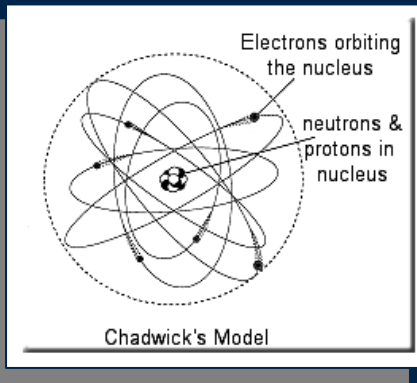 Electrons orbiting
the nucleus
neutrons &
protons in
nucleus
Chadwick's Model